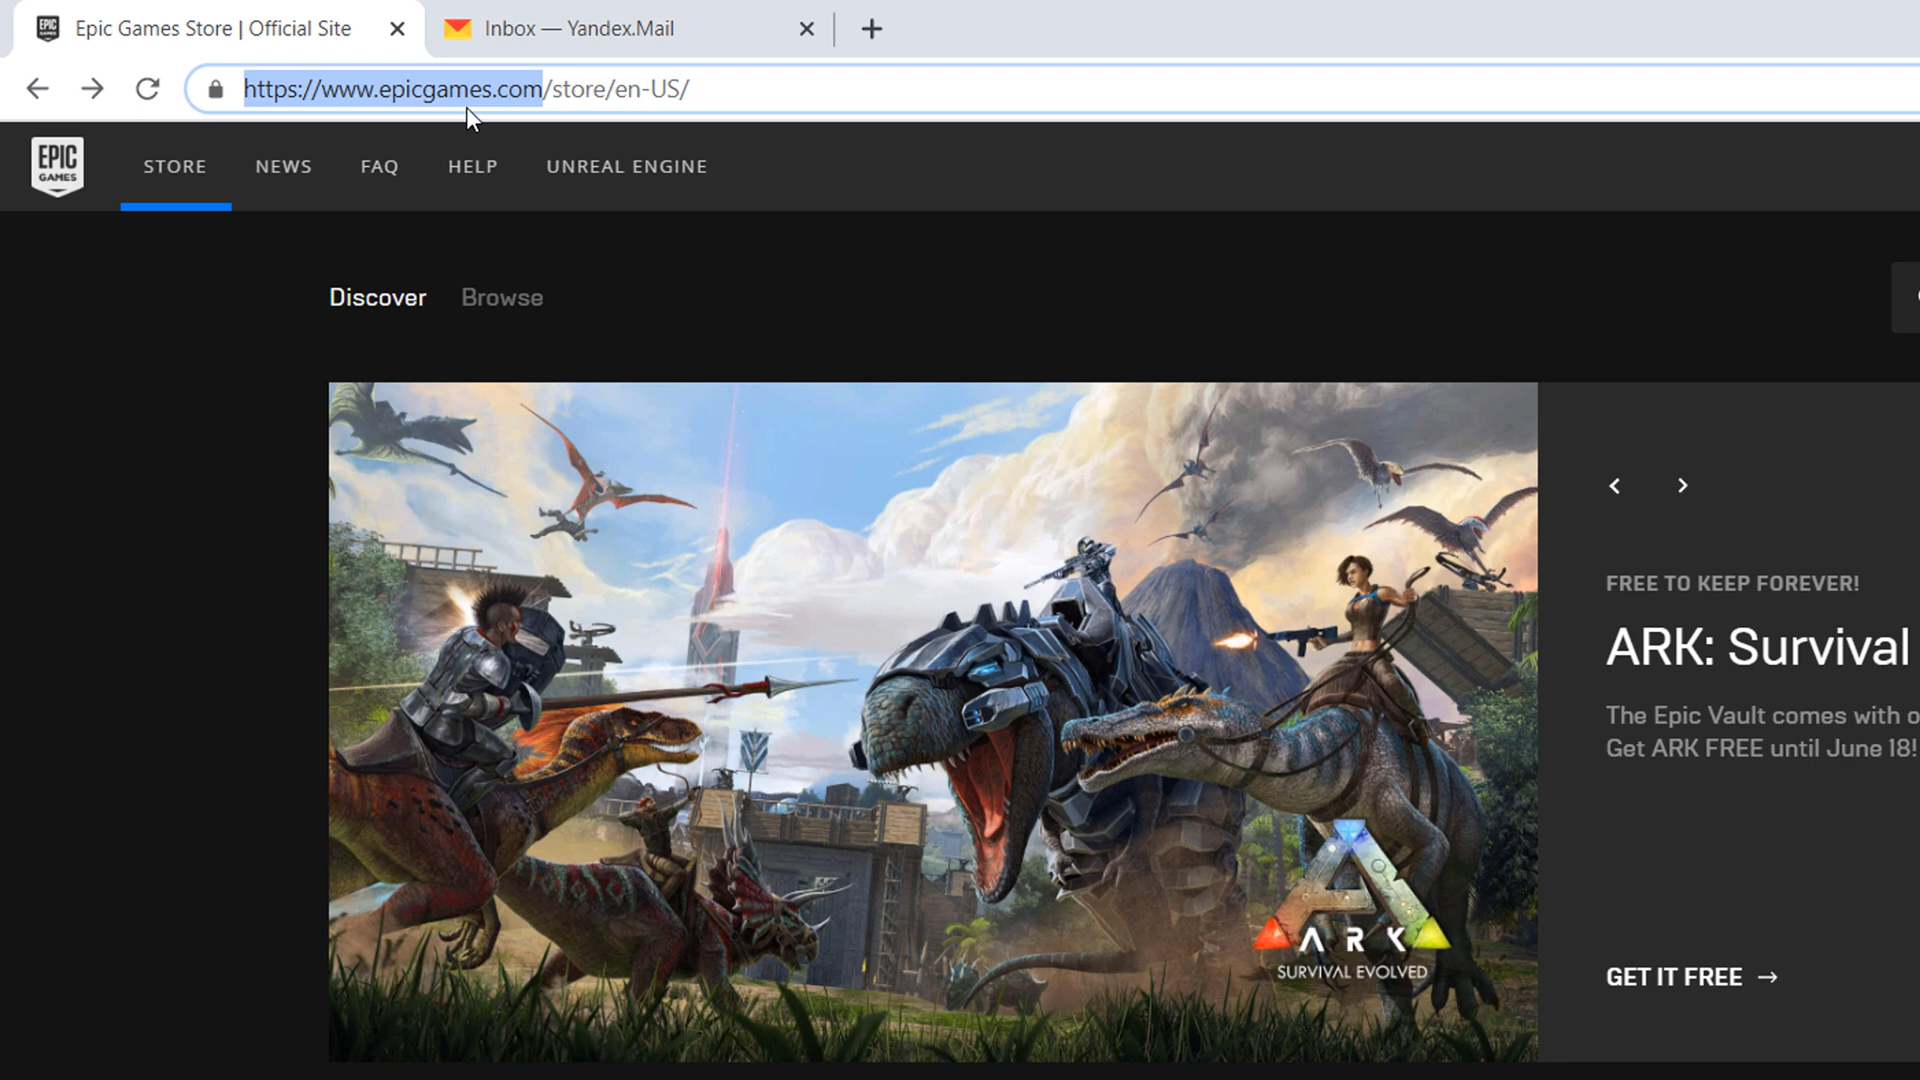 Epic Games Store | Official Site
Inbox — Yandex.Mail
https://www.epicgames.com/store/en-US/
EPIC
GAMES
STORE NEWS FAQ HELP UNREAL ENGINE
Discover Browse
FREE TO KEEP FOREVER!
ARK: Survival
The Epic Vault comes with
Get ARK FREE until June 18!
ARK
SURVIVAL EVOLVED
GET IT FREE →